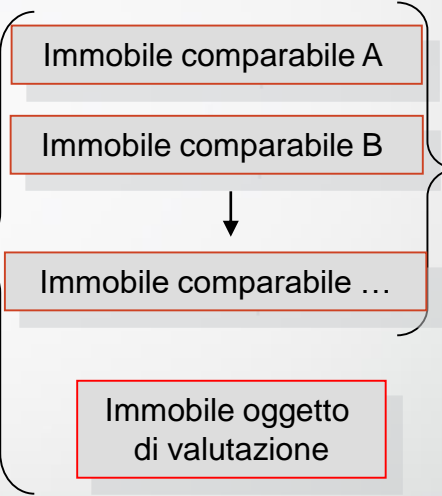 Immobile comparabile A
Immobile comparabile B
Immobile comparabile …
Immobile oggetto
di valutazione